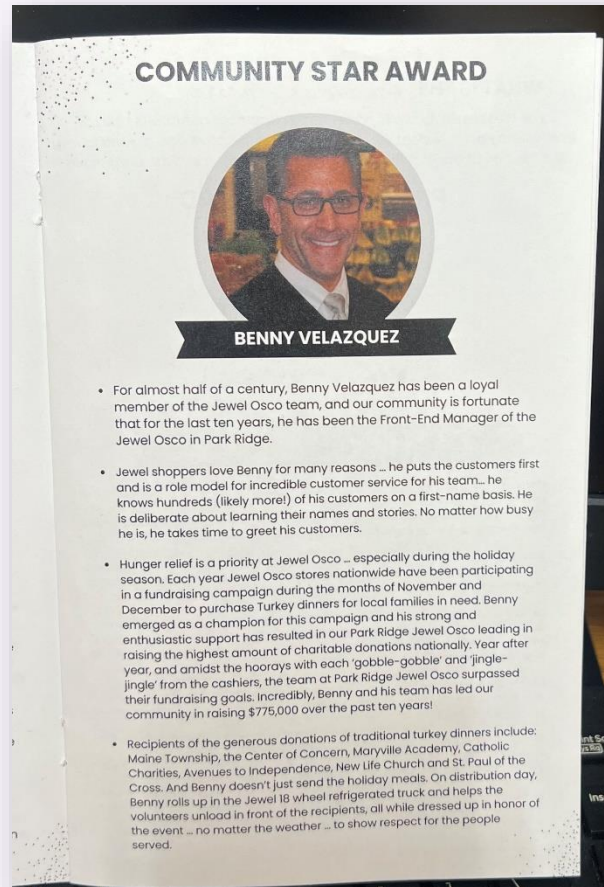 COMMUNITY STAR AWARD
BENNY VELAZQUEZ
• For almost half of a century, Benny Velazquez has been a loyal
member of the Jewel Osco team, and our community is fortunate
that for the last ten years, he has been the Front-End Manager of the
Jewel Osco in Park Ridge.
• Jewel shoppers love Benny for many reasons ... he puts the customers first
and is a role model for incredible customer service for his team... he
knows hundreds (likely more!) of his customers on a first-name basis. He
is deliberate about learning their names and stories. No matter how busy
he is, he takes time to greet his customers.
• Hunger relief is a priority at Jewel Osco ... especially during the holiday
season. Each year Jewel Osco stores nationwide have been participating
in a fundraising campaign during the months of November and
December to purchase Turkey dinners for local families in need. Benny
emerged as a champion for this campaign and his strong and
enthusiastic support has resulted in our Park Ridge Jewel Osco leading in
raising the highest amount of charitable donations nationally. Year after
year, and amidst the hoorays with each 'gobble-gobble' and 'jingle-
jingle' from the cashiers, the team at Park Ridge Jewel Osco surpassed
their fundraising goals. Incredibly, Benny and his team has led our
community in raising $775,000 over the past ten years!
• Recipients of the generous donations of traditional turkey dinners include:
Maine Township, the Center of Concern, Maryville Academy, Catholic
Charities, Avenues to Independence, New Life Church and St. Paul of the
Cross. And Benny doesn't just send the holiday meals. On distribution day,
Benny rolls up in the Jewel 18 wheel refrigerated truck and helps the
volunteers unload in front of the recipients, all while dressed up in honor of
the event ... no matter the weather ... to show respect for the people
served.
Ins